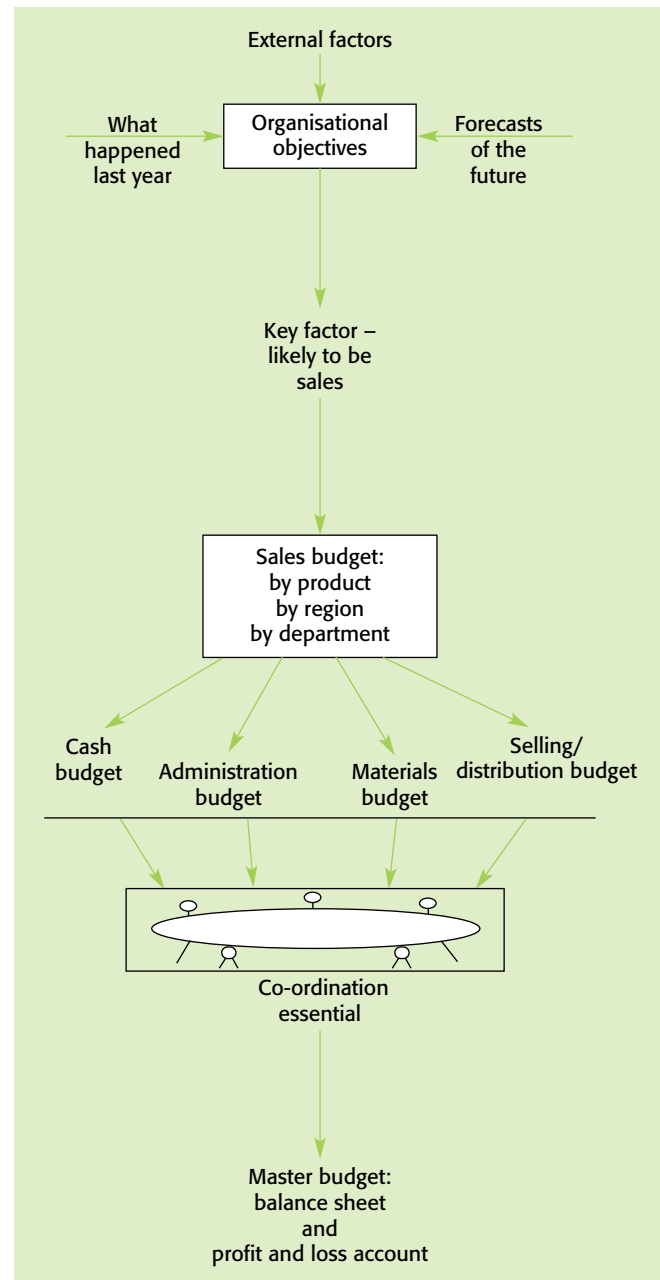 External factors
What
happened
last year
Organisational
objectives
Forecasts
of the
future
Key factor –
likely to be
sales
Sales budget:
by product
by region
by department
Cash
budget
Administration
budget
Materials
budget
Selling/
distribution budget
Co-ordination
essential
Master budget:
balance sheet
and
profit and loss account